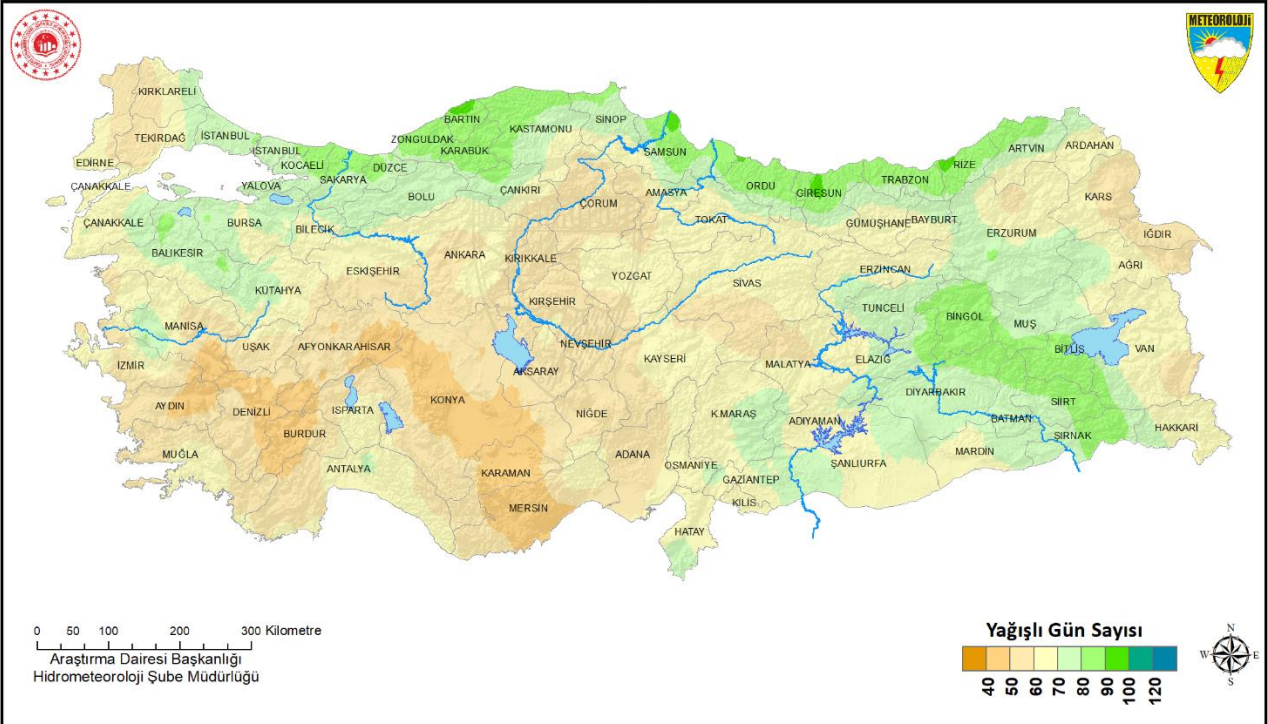 METEOROLOJİ
KIRKLARELİ
TEKİRDAĞ
İSTANBUL
EDİRNE
İSTANBUL
KOCAELİ
SAKARYA
DÜZCE
ZONGULDAK
BARTIN
KARABÜK
KASTAMONU
SİNOP
SAMSUN
ORDU
GİRESUN
TRABZON
RİZE
ARTVİN
ARDAHAN
ÇANAKKALE
YALOVA
BOLU
ÇANKIRI
ÇORUM
AMASYA
TOKAT
GÜMÜŞHANE
BAYBURT
ERZURUM
KARS
IĞDIR
ÇANAKKALE
BURSA
BİLECİK
BALIKESİR
ESKİŞEHİR
ANKARA
KIRIKKALE
YOZGAT
SİVAS
ERZİNCAN
AĞRI
KÜTAHYA
KIRŞEHİR
TUNCELİ
BİNGÖL
MUŞ
MANİSA
UŞAK
AFYONKARAHİSAR
NEVŞEHİR
KAYSERİ
MALATYA
ELAZIĞ
BİTLİS
VAN
İZMİR
AKSARAY
AYDIN
DENİZLİ
ISPARTA
KONYA
NİĞDE
K.MARAŞ
ADIYAMAN
DİYARBAKIR
BATMAN
SİİRT
ŞIRNAK
HAKKARİ
BURDUR
MUĞLA
ANTALYA
KARAMAN
ADANA
OSMANİYE
GAZİANTEP
ŞANLIURFA
MARDİN
MERSİN
KİLİS
HATAY
0 50 100 200 300 Kilometre
Araştırma Dairesi Başkanlığı
Hidrometeoroloji Şube Müdürlüğü
Yağışlı Gün Sayısı
40 50 60 70 80 90 100 120
N
W E
S